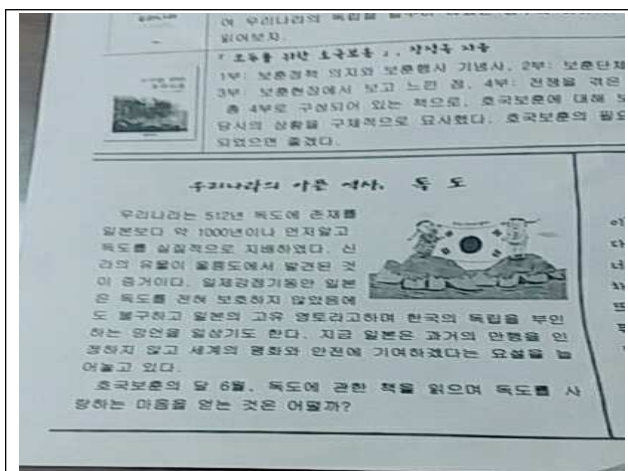 여 우리나라의 독립을
읽어보자.
『모두를 위한 호국보훈』, 장성욱 지음
1부: 보훈정책 의지와 보훈행사 기념사, 2부: 보훈단체
3부: 보훈현장에서 보고 느낀 점, 4부: 전쟁을 겪은
총 4부로 구성되어 있는 책으로, 호국보훈에 대해
당시의 상황을 구체적으로 묘사했다. 호국보훈의 필요
되었으면 좋겠다.
우리나라의 아픈 역사, 독도
우리나라는 512년 독도에 존재를
일본보다 약 1000년이나 먼저알고
독도를 실질적으로 지배하였다. 신
라의 유물이 울릉도에서 발견된 것
이 증거이다. 일제강점기동안 일본
은 독도를 전혀 보호하지 않았음에
도 불구하고 일본의 고유 영토라고하며 한국의 독립을 부인
하는 망언을 일삼기도 한다. 지금 일본은 과거의 만행을 인
정하지 않고 세계의 평화와 안전에 기여하겠다는 요설을 늘
어놓고 있다.
호국보훈의 달 6월, 독도에 관한 책을 읽으며 독도를 사
랑하는 마음을 얻는 것은 어떨까?